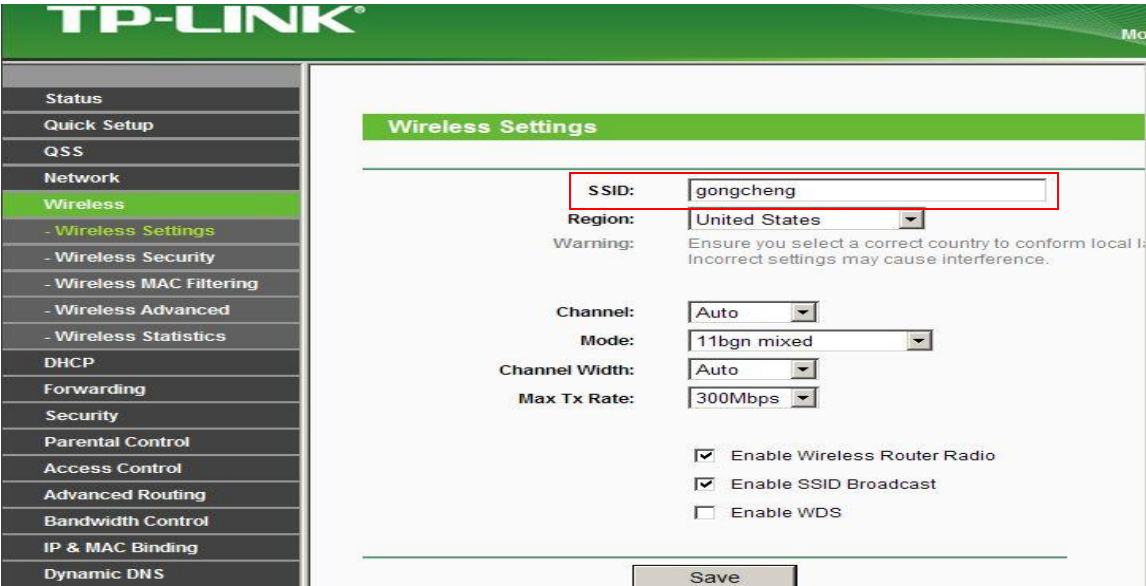 TP-LINK®
Status
Quick Setup
QSS
Network
Wireless
- Wireless Settings
- Wireless Security
- Wireless MAC Filtering
- Wireless Advanced
- Wireless Statistics
DHCP
Forwarding
Security
Parental Control
Access Control
Advanced Routing
Bandwidth Control
IP & MAC Binding
Dynamic DNS
Wireless Settings
SSID: gongcheng
Region: United States
Warning: Ensure you select a correct country to conform local
Incorrect settings may cause interference.
Channel: Auto
Mode: 11bgn mixed
Channel Width: Auto
Max Tx Rate: 300Mbps
Enable Wireless Router Radio
Enable SSID Broadcast
Enable WDS
Save